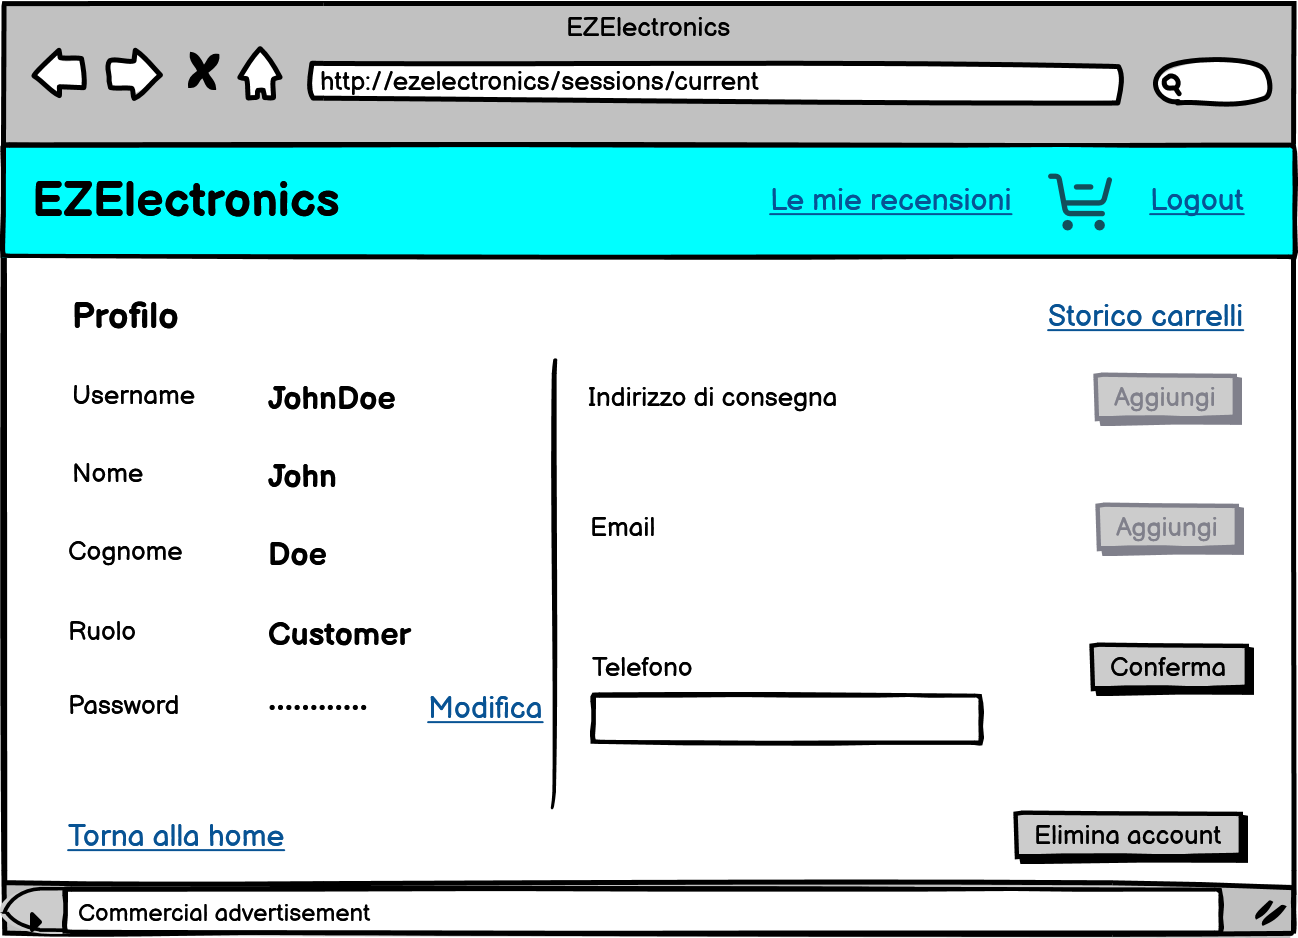 EZElectronics
http://ezelectronics/sessions/current
EZElectronics
Le mie recensioni
Logout
Profilo
Storico carrelli
Username JohnDoe
Nome John
Cognome Doe
Ruolo Customer
Password ············ Modifica
Indirizzo di consegna Aggiungi
Email Aggiungi
Telefono Conferma
Torna alla home
Elimina account
Commercial advertisement